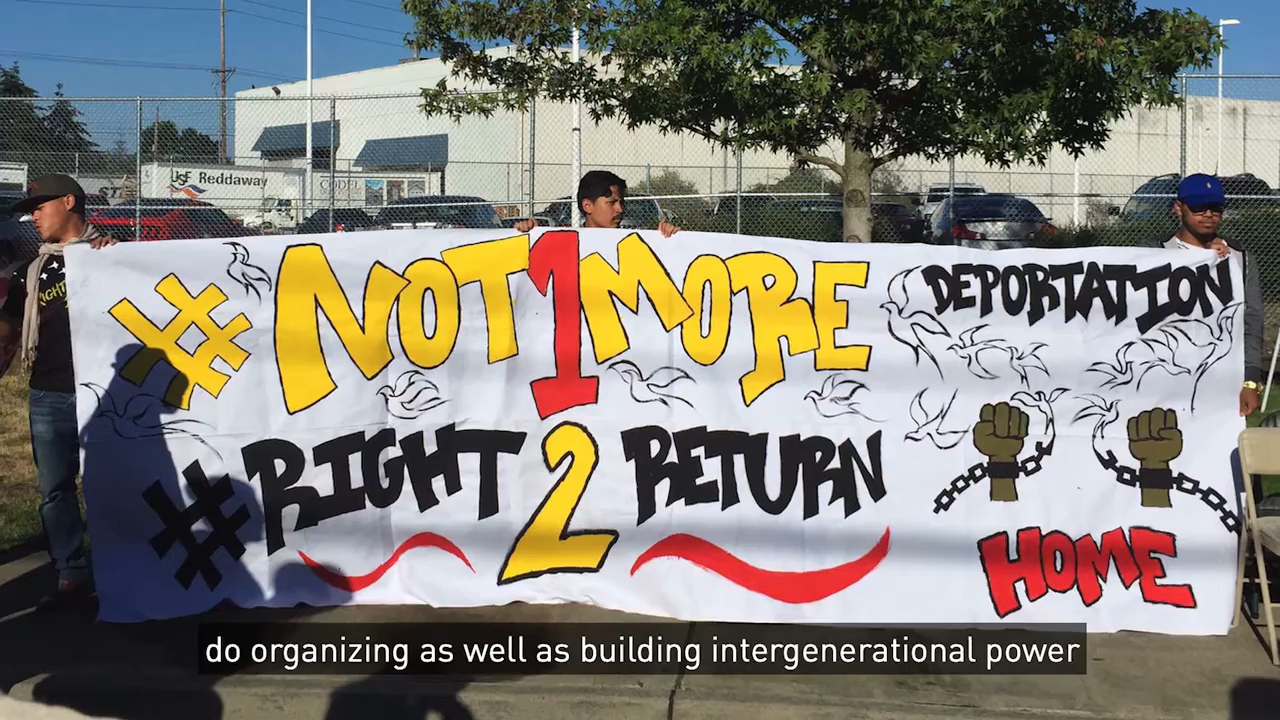 USF Reddaway
#NOT1MORE DEPORTATION
#RIGHT 2 RETURN HOME
do organizing as well as building intergenerational power